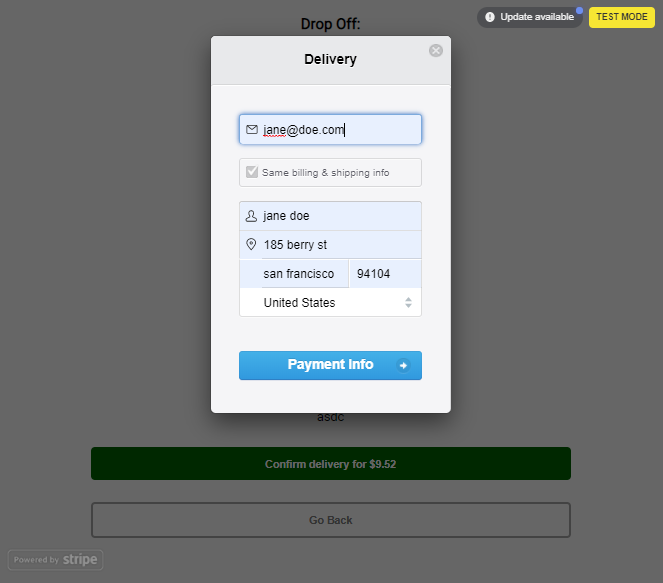 Drop Off:
Update available
TEST MODE
Delivery
jane@doe.com
Same billing & shipping info
jane doe
185 berry st
san francisco 94104
United States
Payment Info
asdc
Confirm delivery for $9.52
Go Back
Powered by stripe